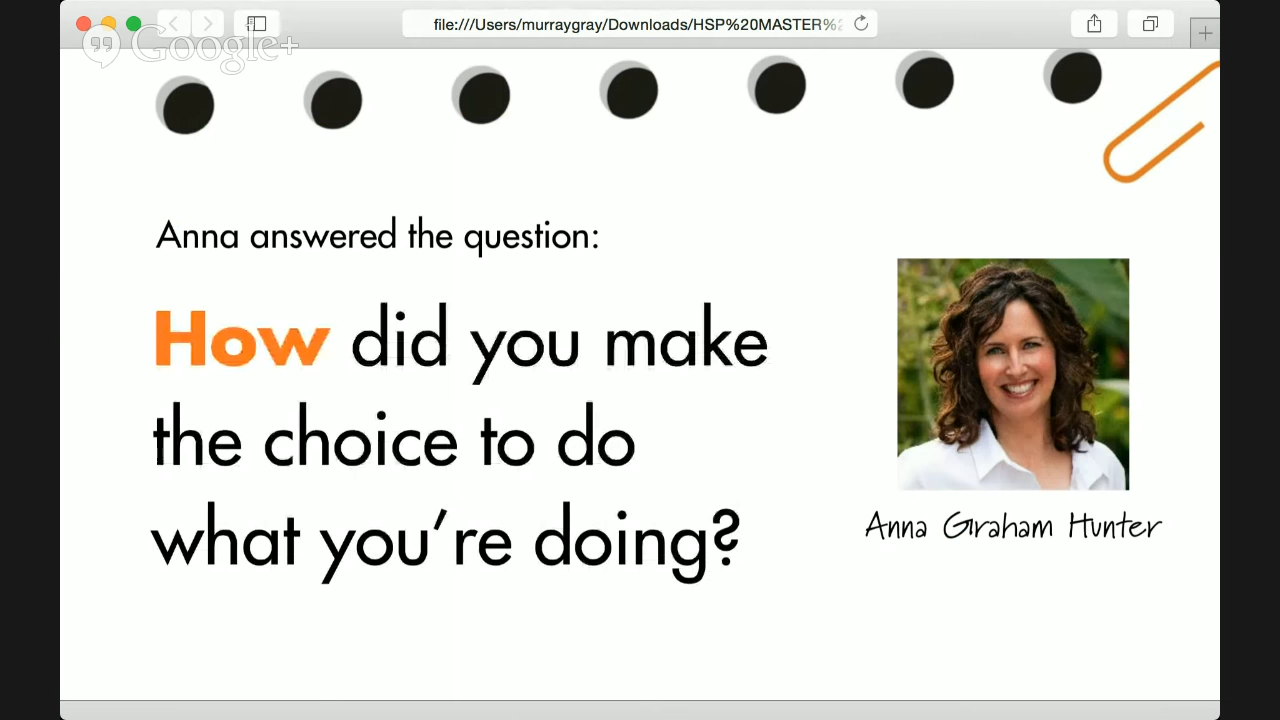 file:///Users/murraygray/Downloads/HSP%20MASTER%2
Google+
Anna answered the question:
How did you make
the choice to do
what you're doing?
Anna Graham Hunter